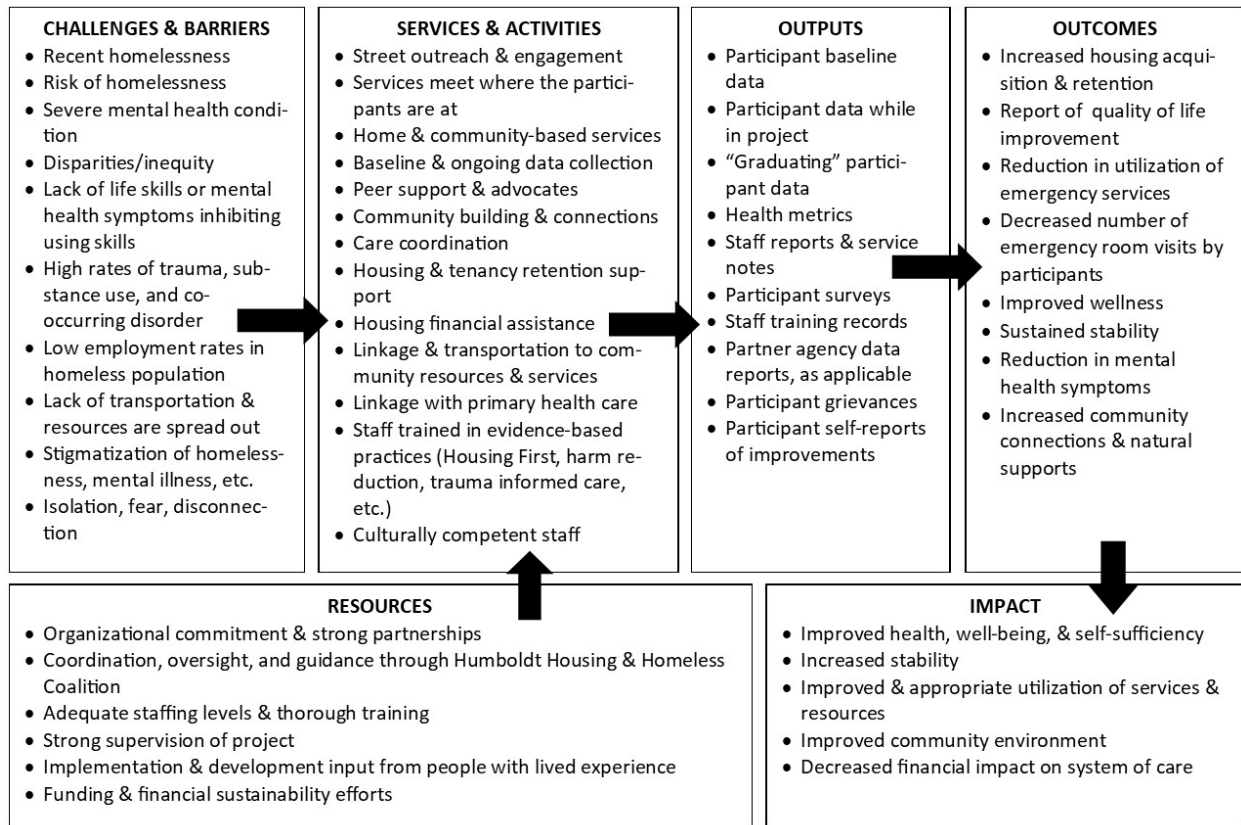 CHALLENGES & BARRIERS
• Recent homelessness
• Risk of homelessness
• Severe mental health condi-
tion
• Disparities/inequity
• Lack of life skills or mental
health symptoms inhibiting
using skills
• High rates of trauma, sub-
stance use, and co-
occurring disorder
• Low employment rates in
homeless population
• Lack of transportation &
resources are spread out
• Stigmatization of homeless-
ness, mental illness, etc.
• Isolation, fear, disconnec-
tion
SERVICES & ACTIVITIES
• Street outreach & engagement
• Services meet where the partici-
pants are at
• Home & community-based services
• Baseline & ongoing data collection
• Peer support & advocates
• Community building & connections
• Care coordination
• Housing & tenancy retention sup-
port
• Housing financial assistance
• Linkage & transportation to com-
munity resources & services
• Linkage with primary health care
• Staff trained in evidence-based
practices (Housing First, harm re-
duction, trauma informed care,
etc.)
• Culturally competent staff
OUTPUTS
• Participant baseline
data
• Participant data while
in project
• “Graduating” partici-
pant data
• Health metrics
• Staff reports & service
notes
• Participant surveys
• Staff training records
• Partner agency data
reports, as applicable
• Participant grievances
• Participant self-reports
of improvements
OUTCOMES
• Increased housing acqui-
sition & retention
• Report of quality of life
improvement
• Reduction in utilization of
emergency services
• Decreased number of
emergency room visits by
participants
• Improved wellness
• Sustained stability
• Reduction in mental
health symptoms
• Increased community
connections & natural
supports
RESOURCES
• Organizational commitment & strong partnerships
• Coordination, oversight, and guidance through Humboldt Housing & Homeless
Coalition
• Adequate staffing levels & thorough training
• Strong supervision of project
• Implementation & development input from people with lived experience
• Funding & financial sustainability efforts
IMPACT
• Improved health, well-being, & self-sufficiency
• Increased stability
• Improved & appropriate utilization of services &
resources
• Improved community environment
• Decreased financial impact on system of care